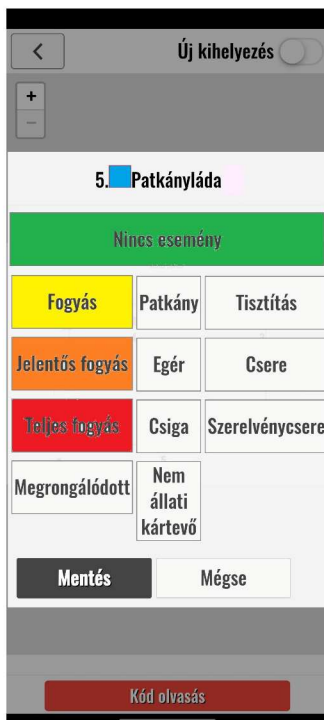 Új kihelyezés
+
−
5. Patkányláda
Nincs esemény
Fogyás Patkány Tisztítás
Jelentős fogyás Egér Csere
Teljes fogyás Csiga Szerelvénycsere
Megrongálódott Nem állati kártevő
Mentés Mégse
Kód olvasás